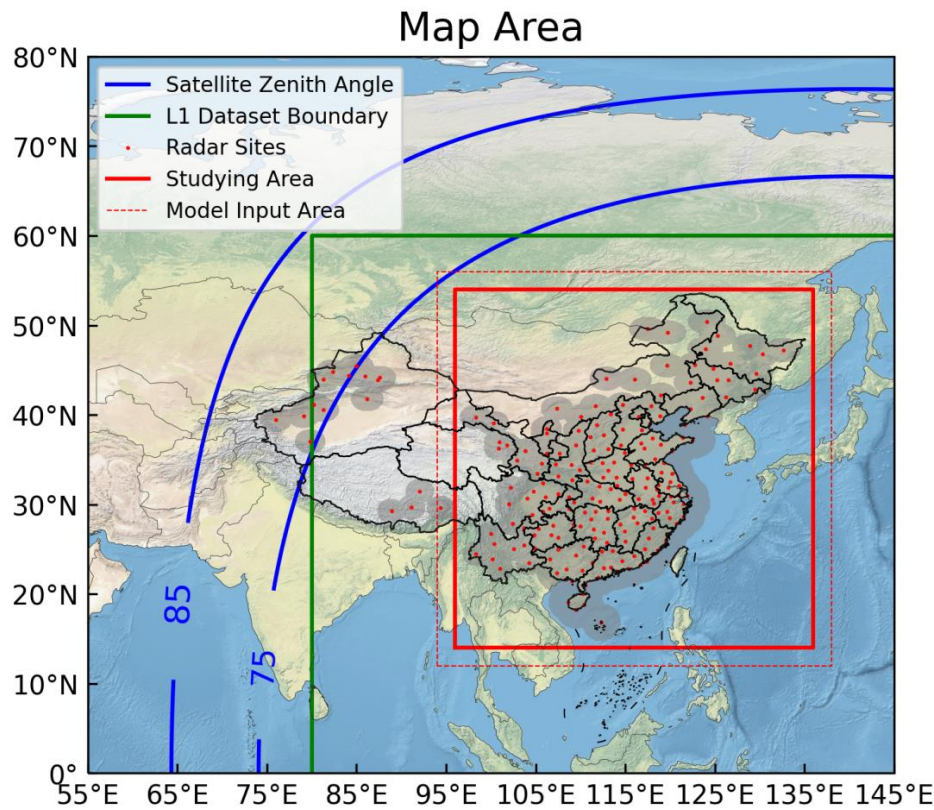 Map Area
80°N
70°N
60°N
50°N
40°N
30°N
20°N
10°N
0°
55°E 65°E 75°E 85°E 95°E 105°E 115°E 125°E 135°E 145°E
Satellite Zenith Angle
L1 Dataset Boundary
Radar Sites
Studying Area
Model Input Area
85
75